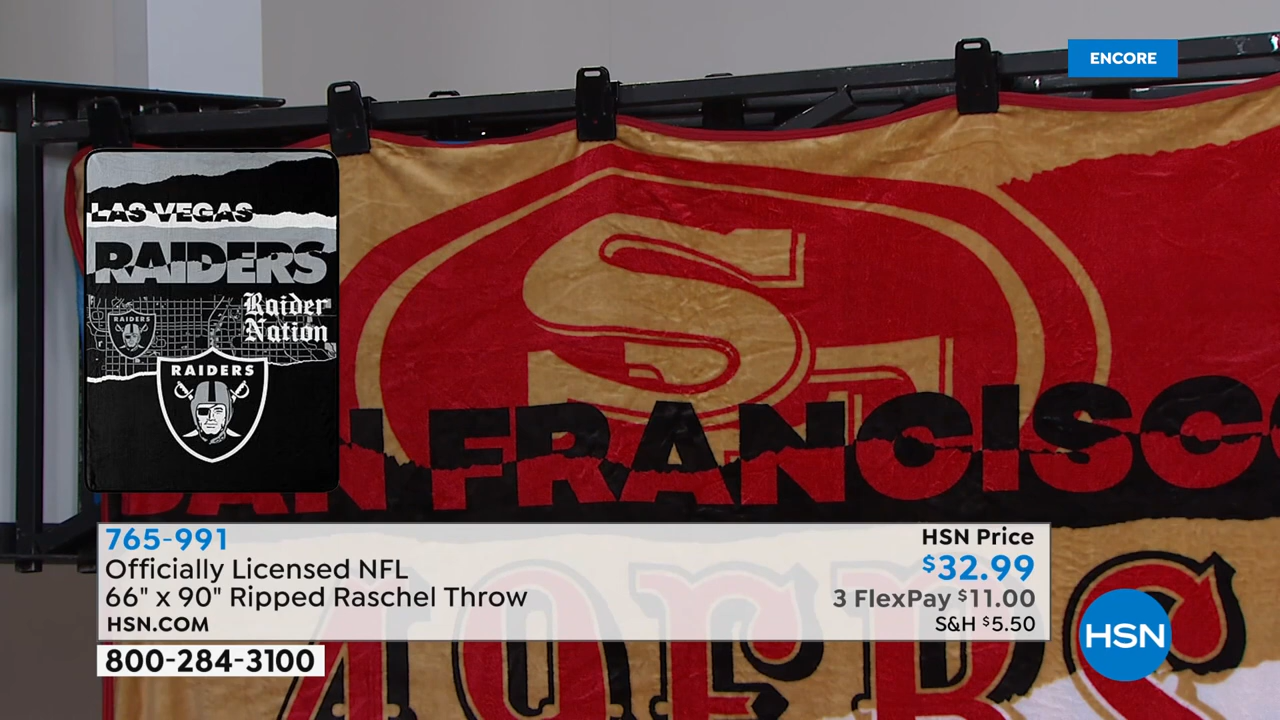 ENCORE
LAS VEGAS
RAIDERS
Raider
Nation
RAIDERS
RAIDERS
SF
SAN FRANCISCO
49ERS
765-991
Officially Licensed NFL
66" x 90" Ripped Raschel Throw
HSN.COM
800-284-3100
HSN Price
$32.99
3 FlexPay $11.00
S&H $5.50
HSN